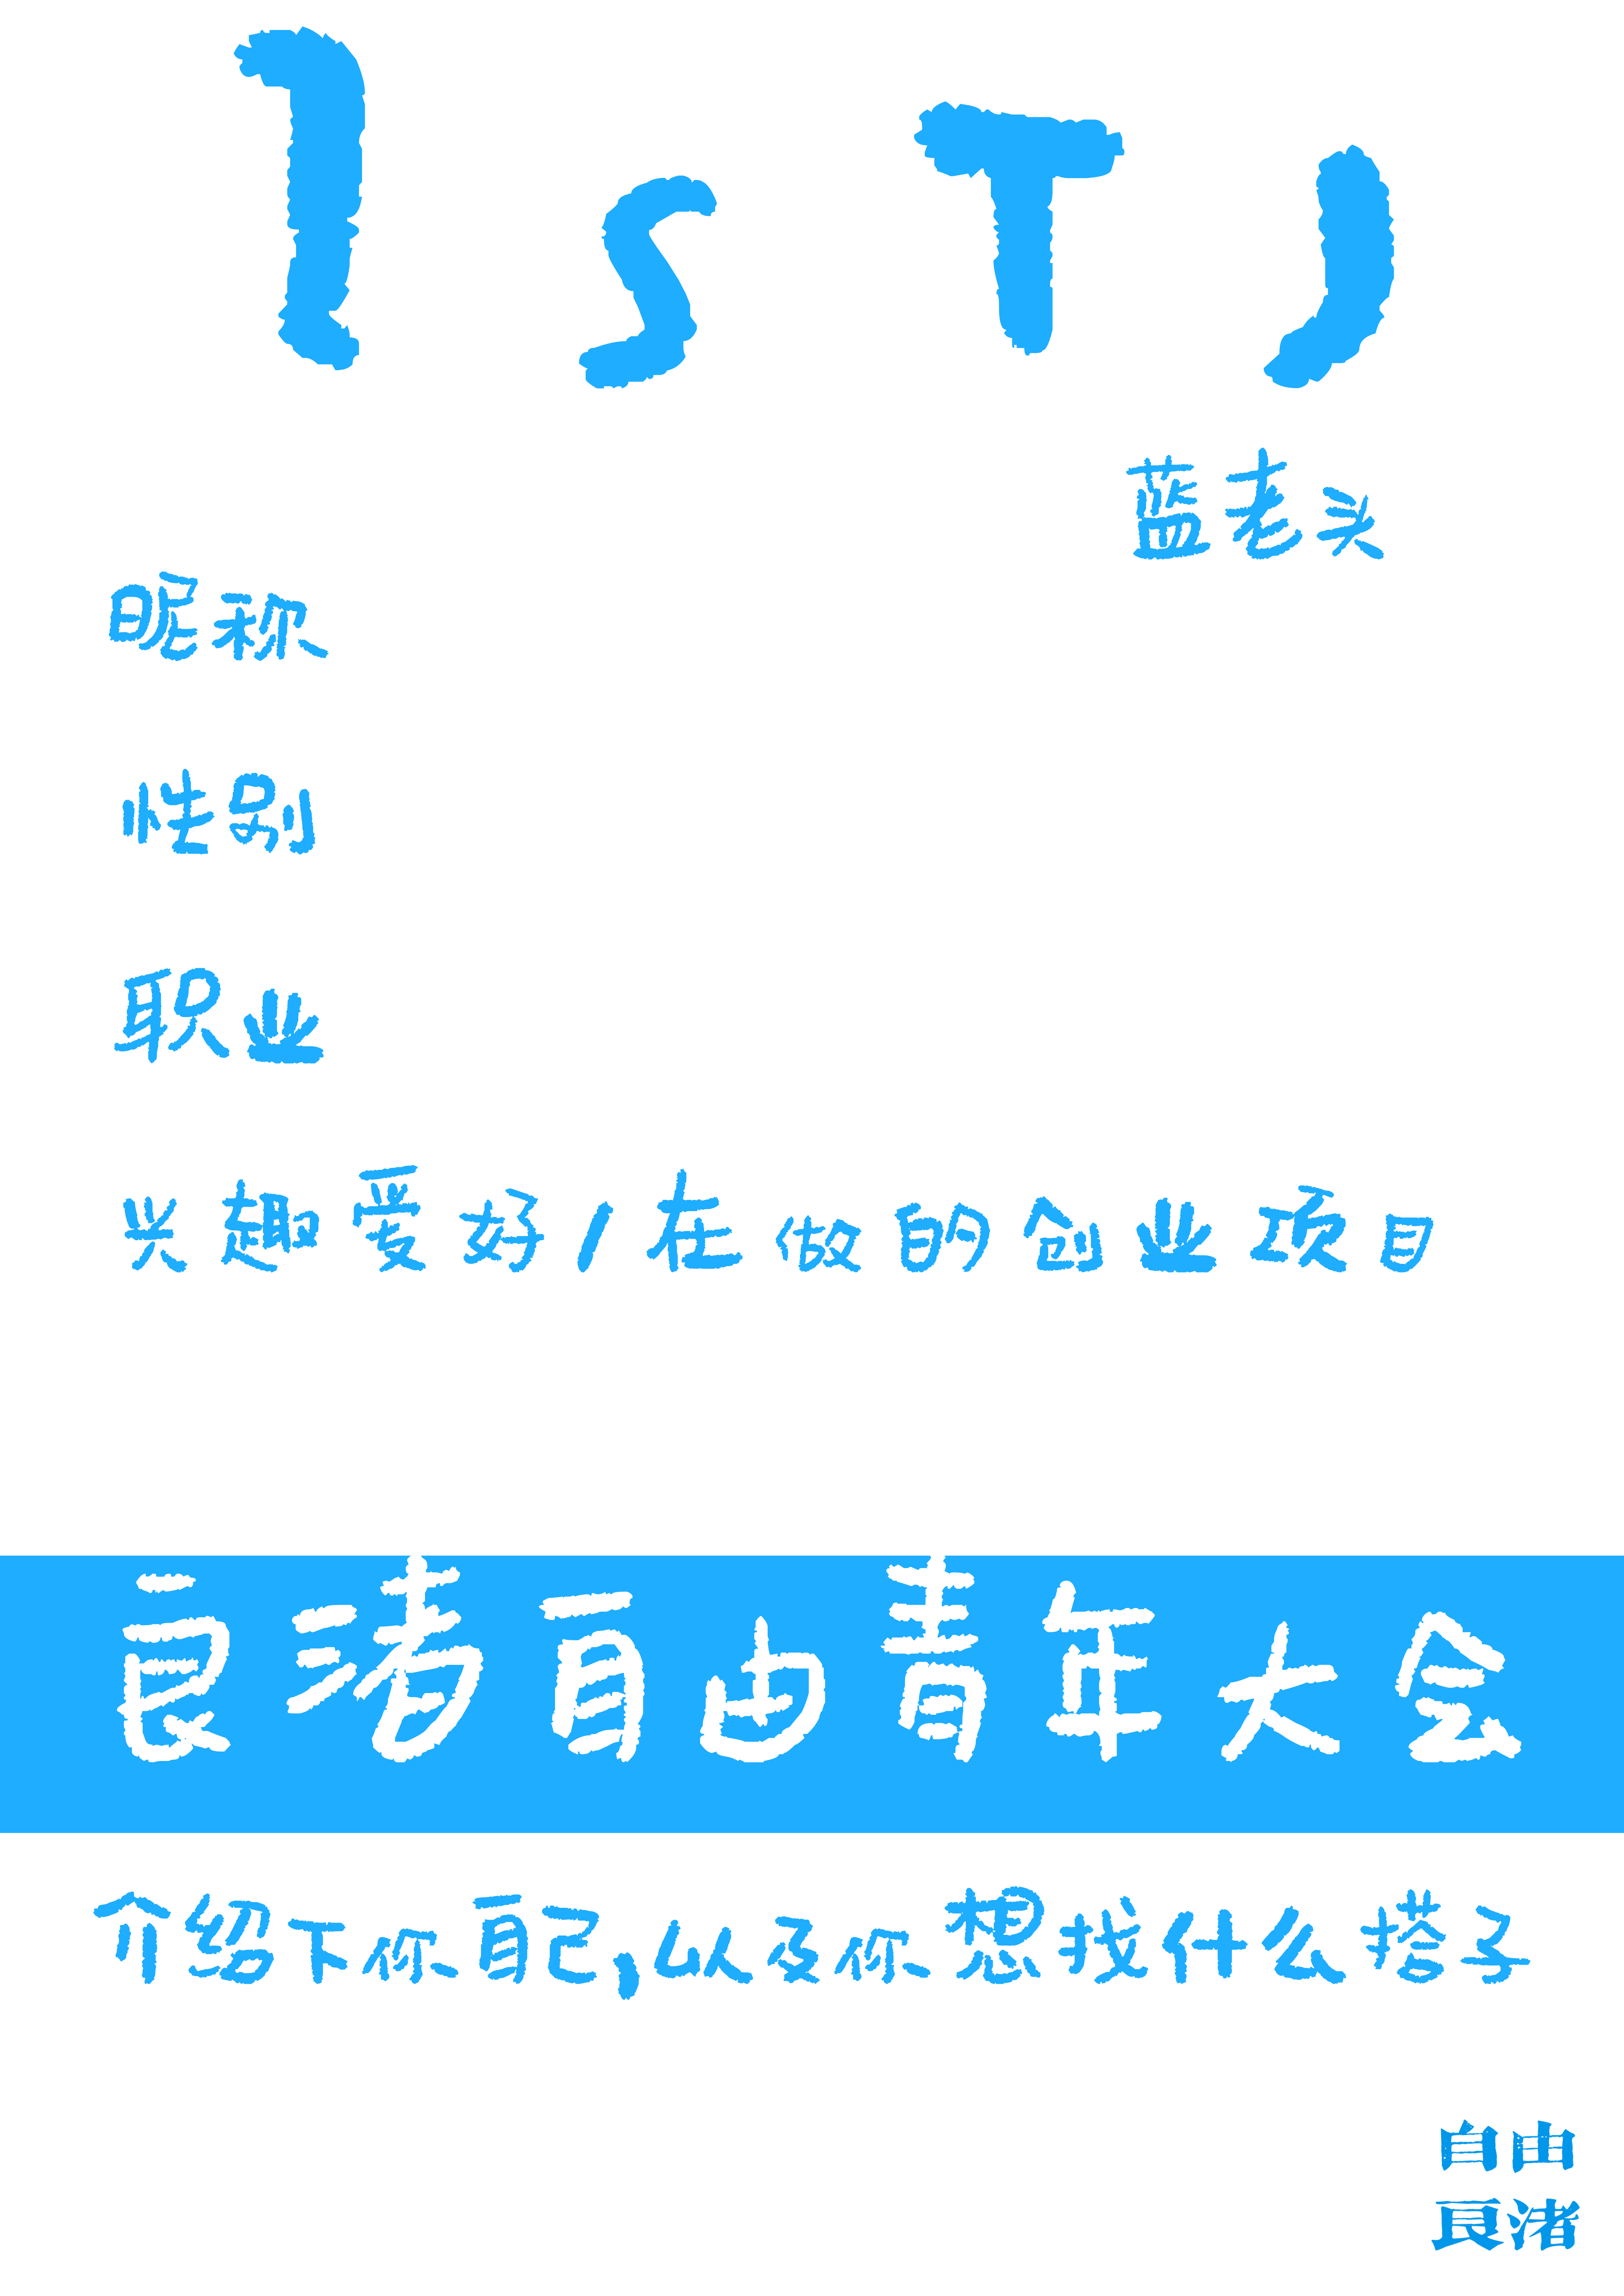 ISTJ
蓝老头
昵称
性别
职业
兴趣爱好/在做的创业项目
良渚自由青年大会
介绍下你自己,以及你想找什么搭子
自由
良渚